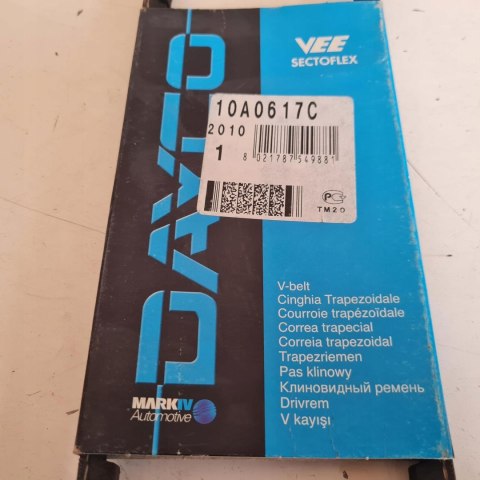 VEE
SECTOFLEX
DAYCO
10A0617C
2010
1
8 021787 549881
PG
TM20
V-belt
Cinghia Trapezoidale
Courroie trapézoïdale
Correa trapecial
Correia trapezoidal
Trapezriemen
Pas klinowy
Клиновидный ремень
Drivrem
V kayışı
MARK IV
Automotive